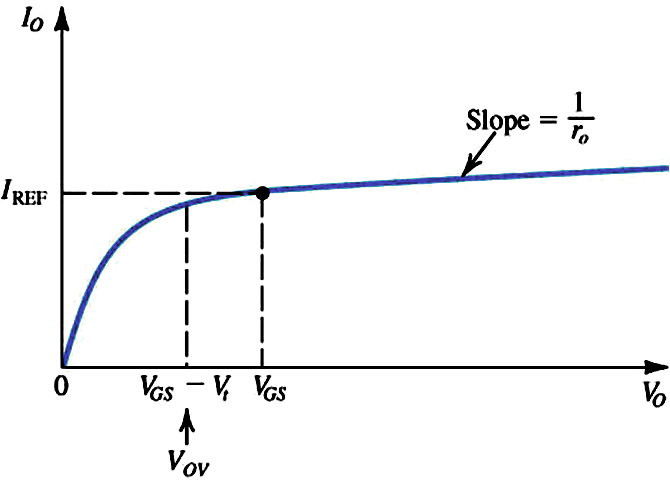 I_O
Slope = 1/r_o
I_REF
0
V_GS − V_t
V_GS
V_O
V_OV